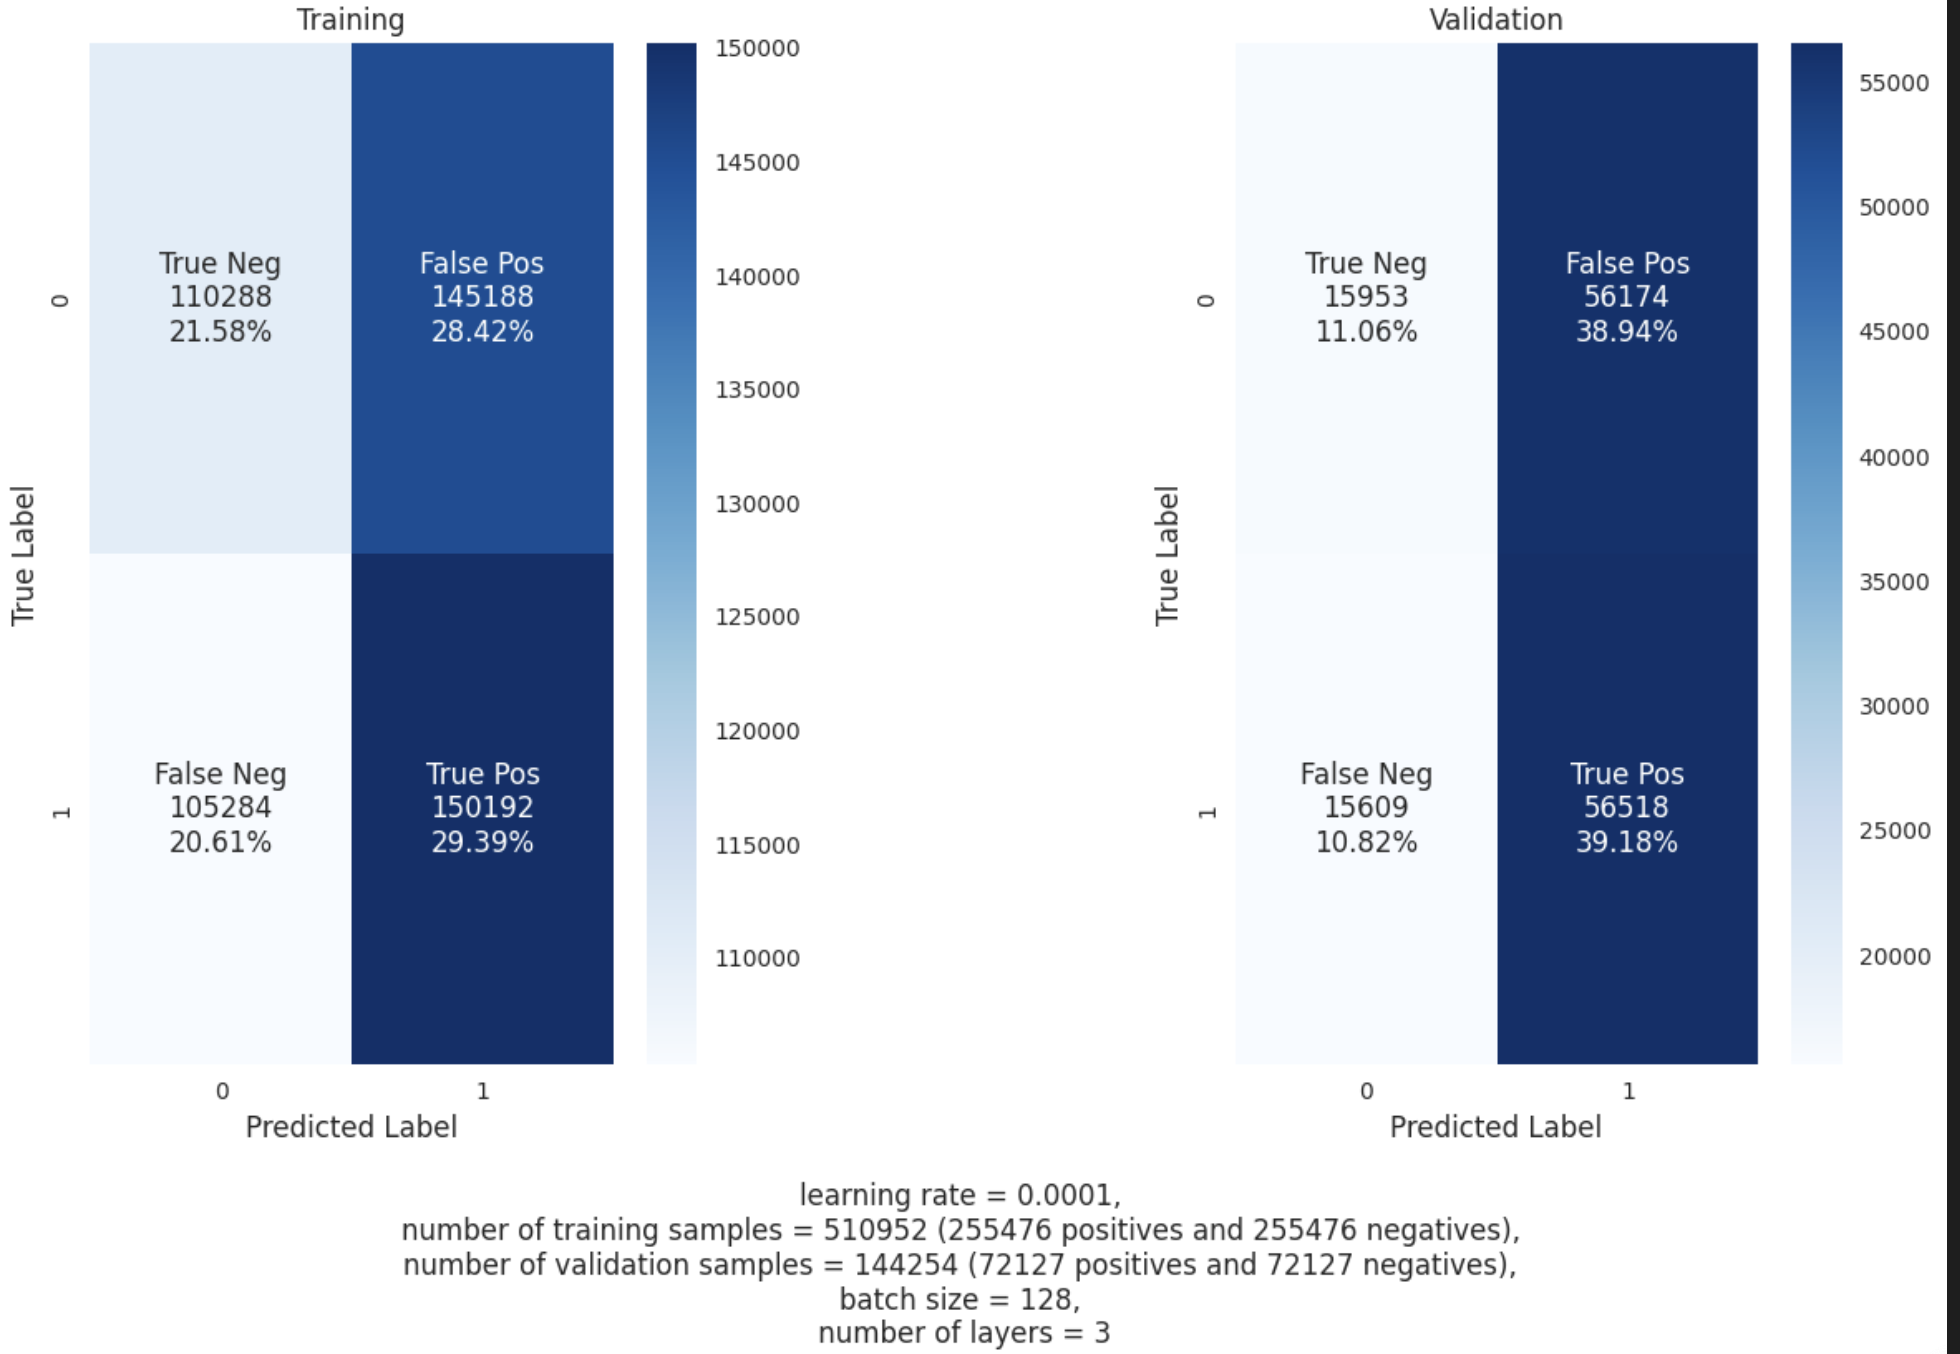 Training
True Neg
110288
21.58%
False Pos
145188
28.42%
False Neg
105284
20.61%
True Pos
150192
29.39%
0
1
True Label
0
1
Predicted Label
150000
145000
140000
135000
130000
125000
120000
115000
110000
Validation
True Neg
15953
11.06%
False Pos
56174
38.94%
False Neg
15609
10.82%
True Pos
56518
39.18%
0
1
True Label
0
1
Predicted Label
55000
50000
45000
40000
35000
30000
25000
20000
learning rate = 0.0001,
number of training samples = 510952 (255476 positives and 255476 negatives),
number of validation samples = 144254 (72127 positives and 72127 negatives),
batch size = 128,
number of layers = 3